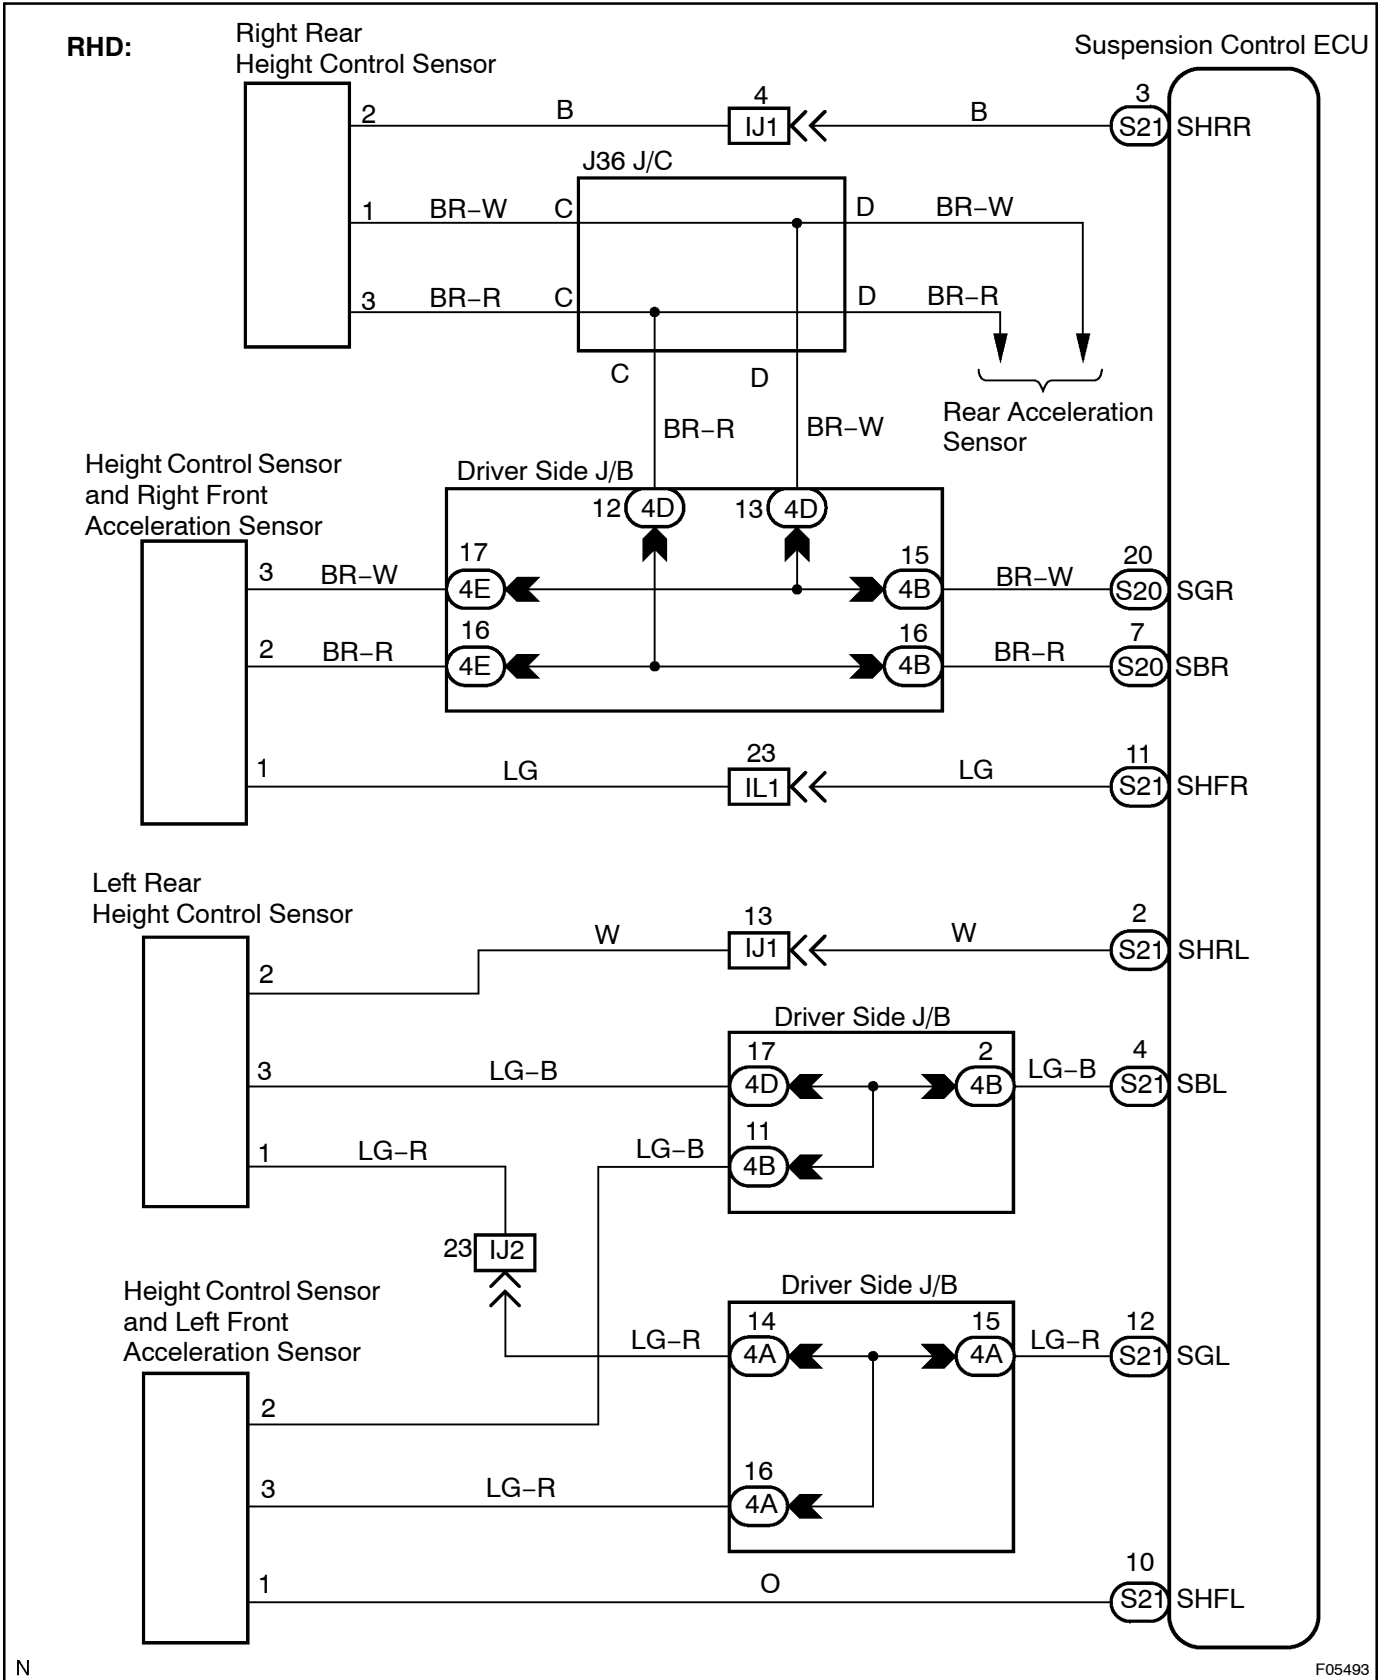 RHD:
Right Rear
Height Control Sensor
Suspension Control ECU
2
B
4
IJ1
B
3
S21
SHRR
J36 J/C
1
BR–W
C
D
BR–W
3
BR–R
C
D
BR–R
C
D
BR–R
BR–W
Rear Acceleration
Sensor
Height Control Sensor
and Right Front
Acceleration Sensor
Driver Side J/B
12
4D
13
4D
3
BR–W
17
4E
15
4B
BR–W
20
S20
SGR
2
BR–R
16
4E
16
4B
BR–R
7
S20
SBR
1
LG
23
IL1
LG
11
S21
SHFR
Left Rear
Height Control Sensor
2
W
13
IJ1
W
2
S21
SHRL
Driver Side J/B
3
LG–B
17
4D
2
4B
LG–B
4
S21
SBL
1
LG–R
LG–B
11
4B
23
IJ2
Height Control Sensor
and Left Front
Acceleration Sensor
Driver Side J/B
LG–R
14
4A
15
4A
LG–R
12
S21
SGL
2
3
LG–R
16
4A
1
O
10
S21
SHFL
N
F05493